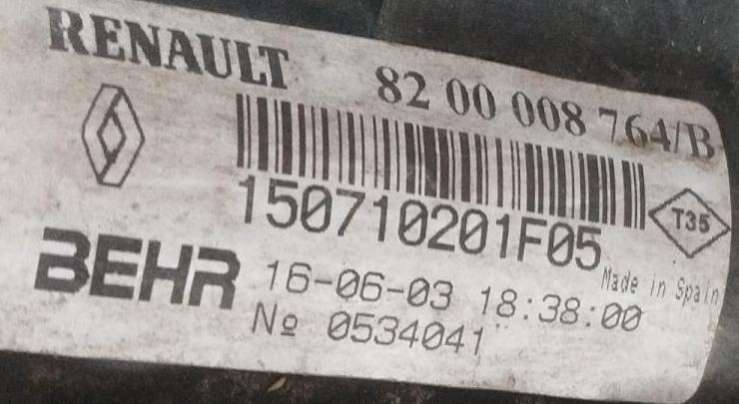 RENAULT 82 00 008 764/B
150710201F05
T35
Made in Spain
BEHR 16-06-03 18:38:00
Nº 0534041